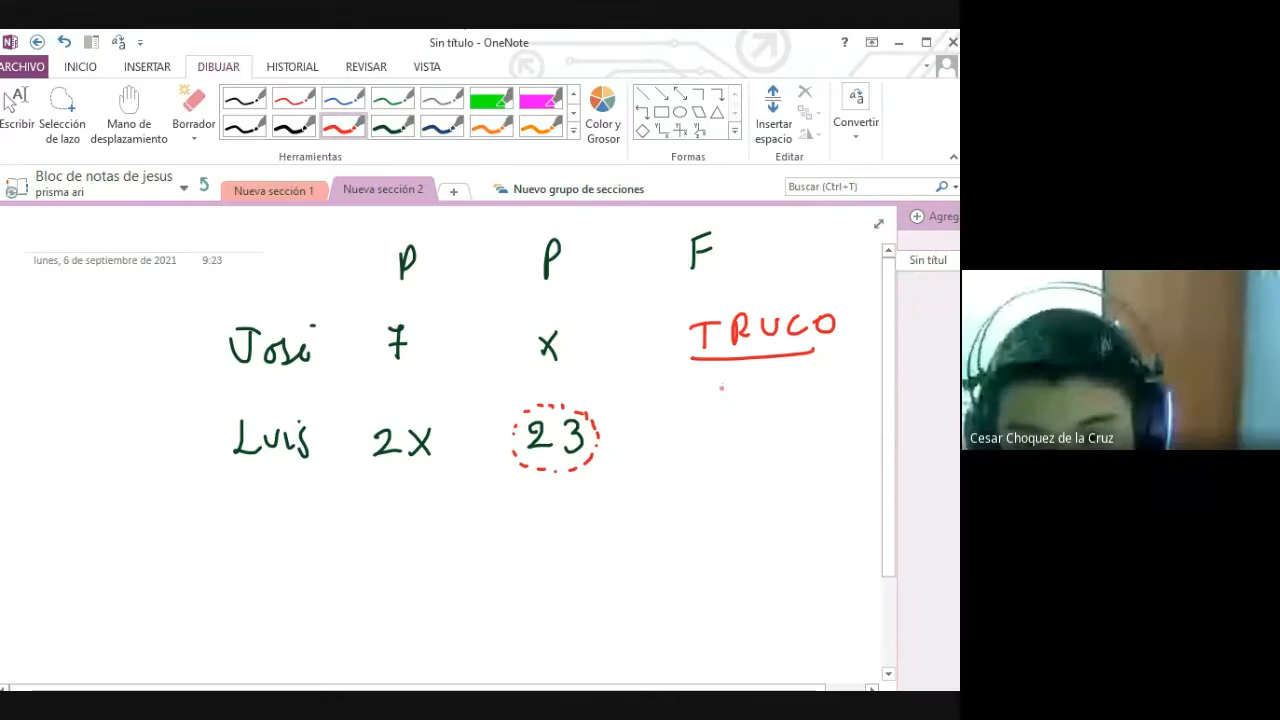 Sin título - OneNote
ARCHIVO INICIO INSERTAR DIBUJAR HISTORIAL REVISAR VISTA
Escribir Selección de lazo Mano de desplazamiento Borrador Color y Grosor Insertar espacio Convertir
Herramientas Formas Editar
Bloc de notas de jesus
prisma ari
Nueva sección 1 Nueva sección 2 + Nuevo grupo de secciones Buscar (Ctrl+T)
Agreg
Sin títul
lunes, 6 de septiembre de 2021 9:23
P P F
José 7 x TRUCO
Luis 2x 23
Cesar Choquez de la Cruz